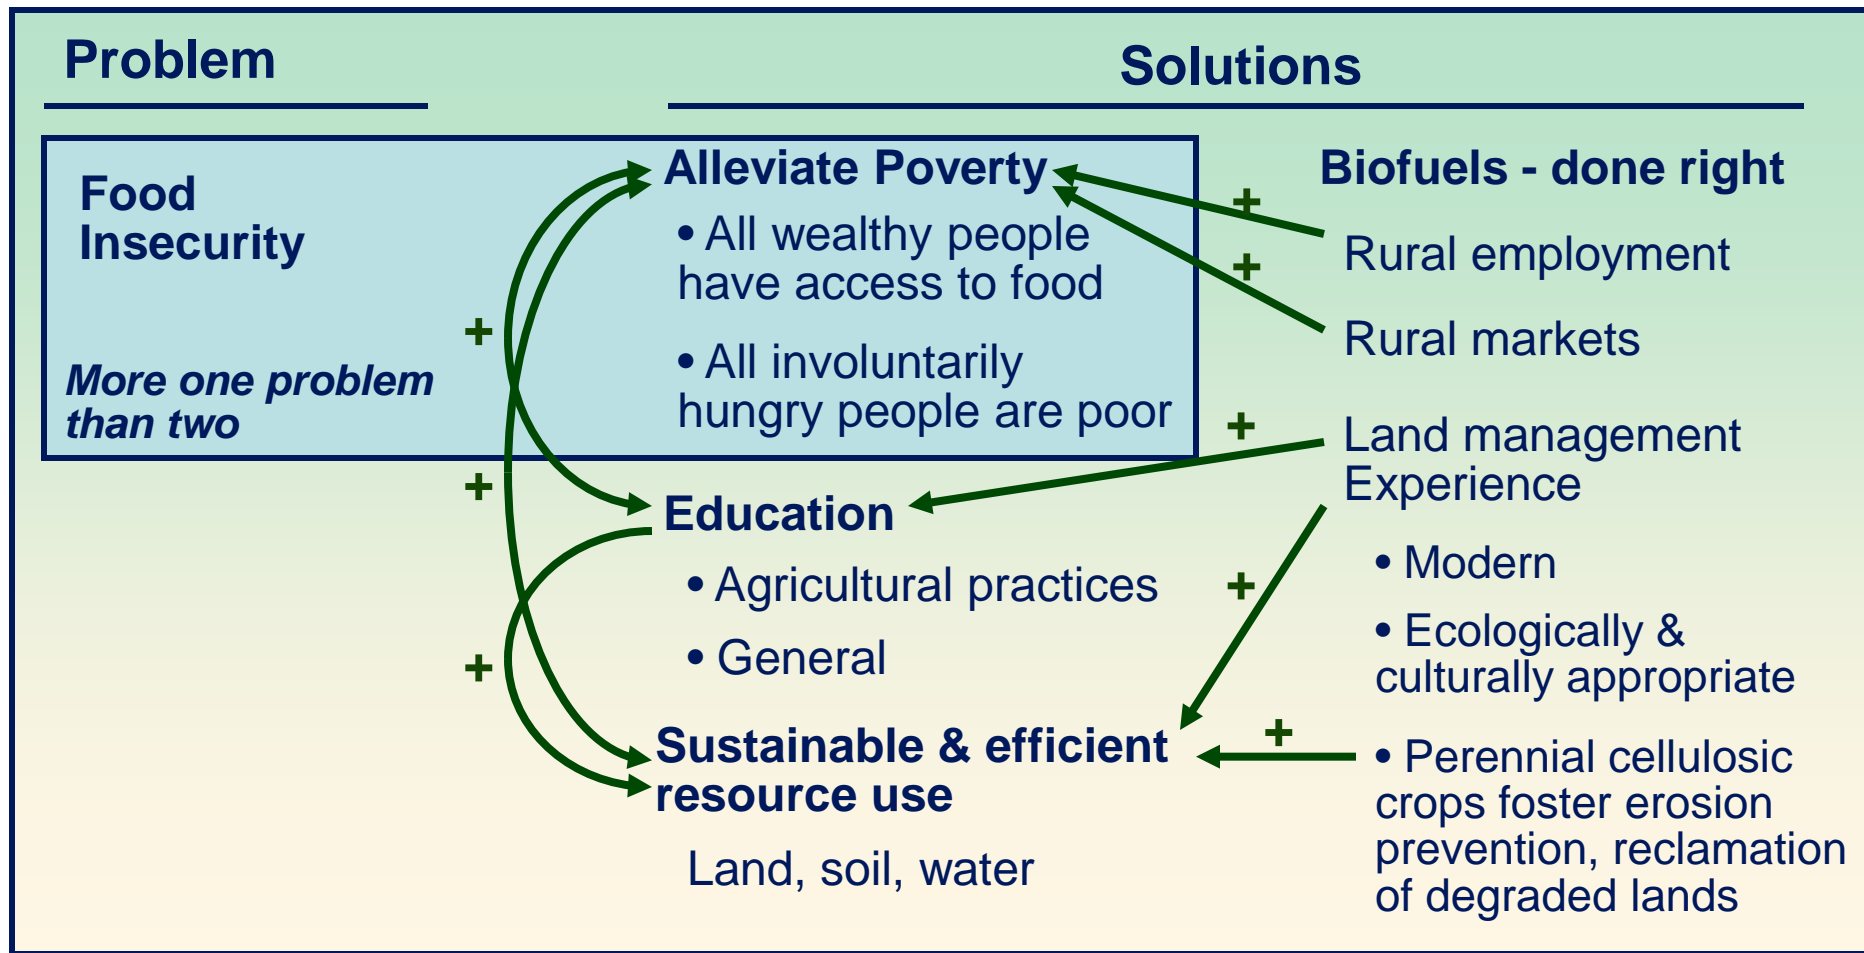 Problem
Solutions
Food
Insecurity
More one problem
than two
Alleviate Poverty
• All wealthy people
have access to food
• All involuntarily
hungry people are poor
Education
• Agricultural practices
• General
Sustainable & efficient
resource use
Land, soil, water
Biofuels - done right
Rural employment
Rural markets
Land management
Experience
• Modern
• Ecologically &
culturally appropriate
• Perennial cellulosic
crops foster erosion
prevention, reclamation
of degraded lands
+
+
+
+
+
+
+
+